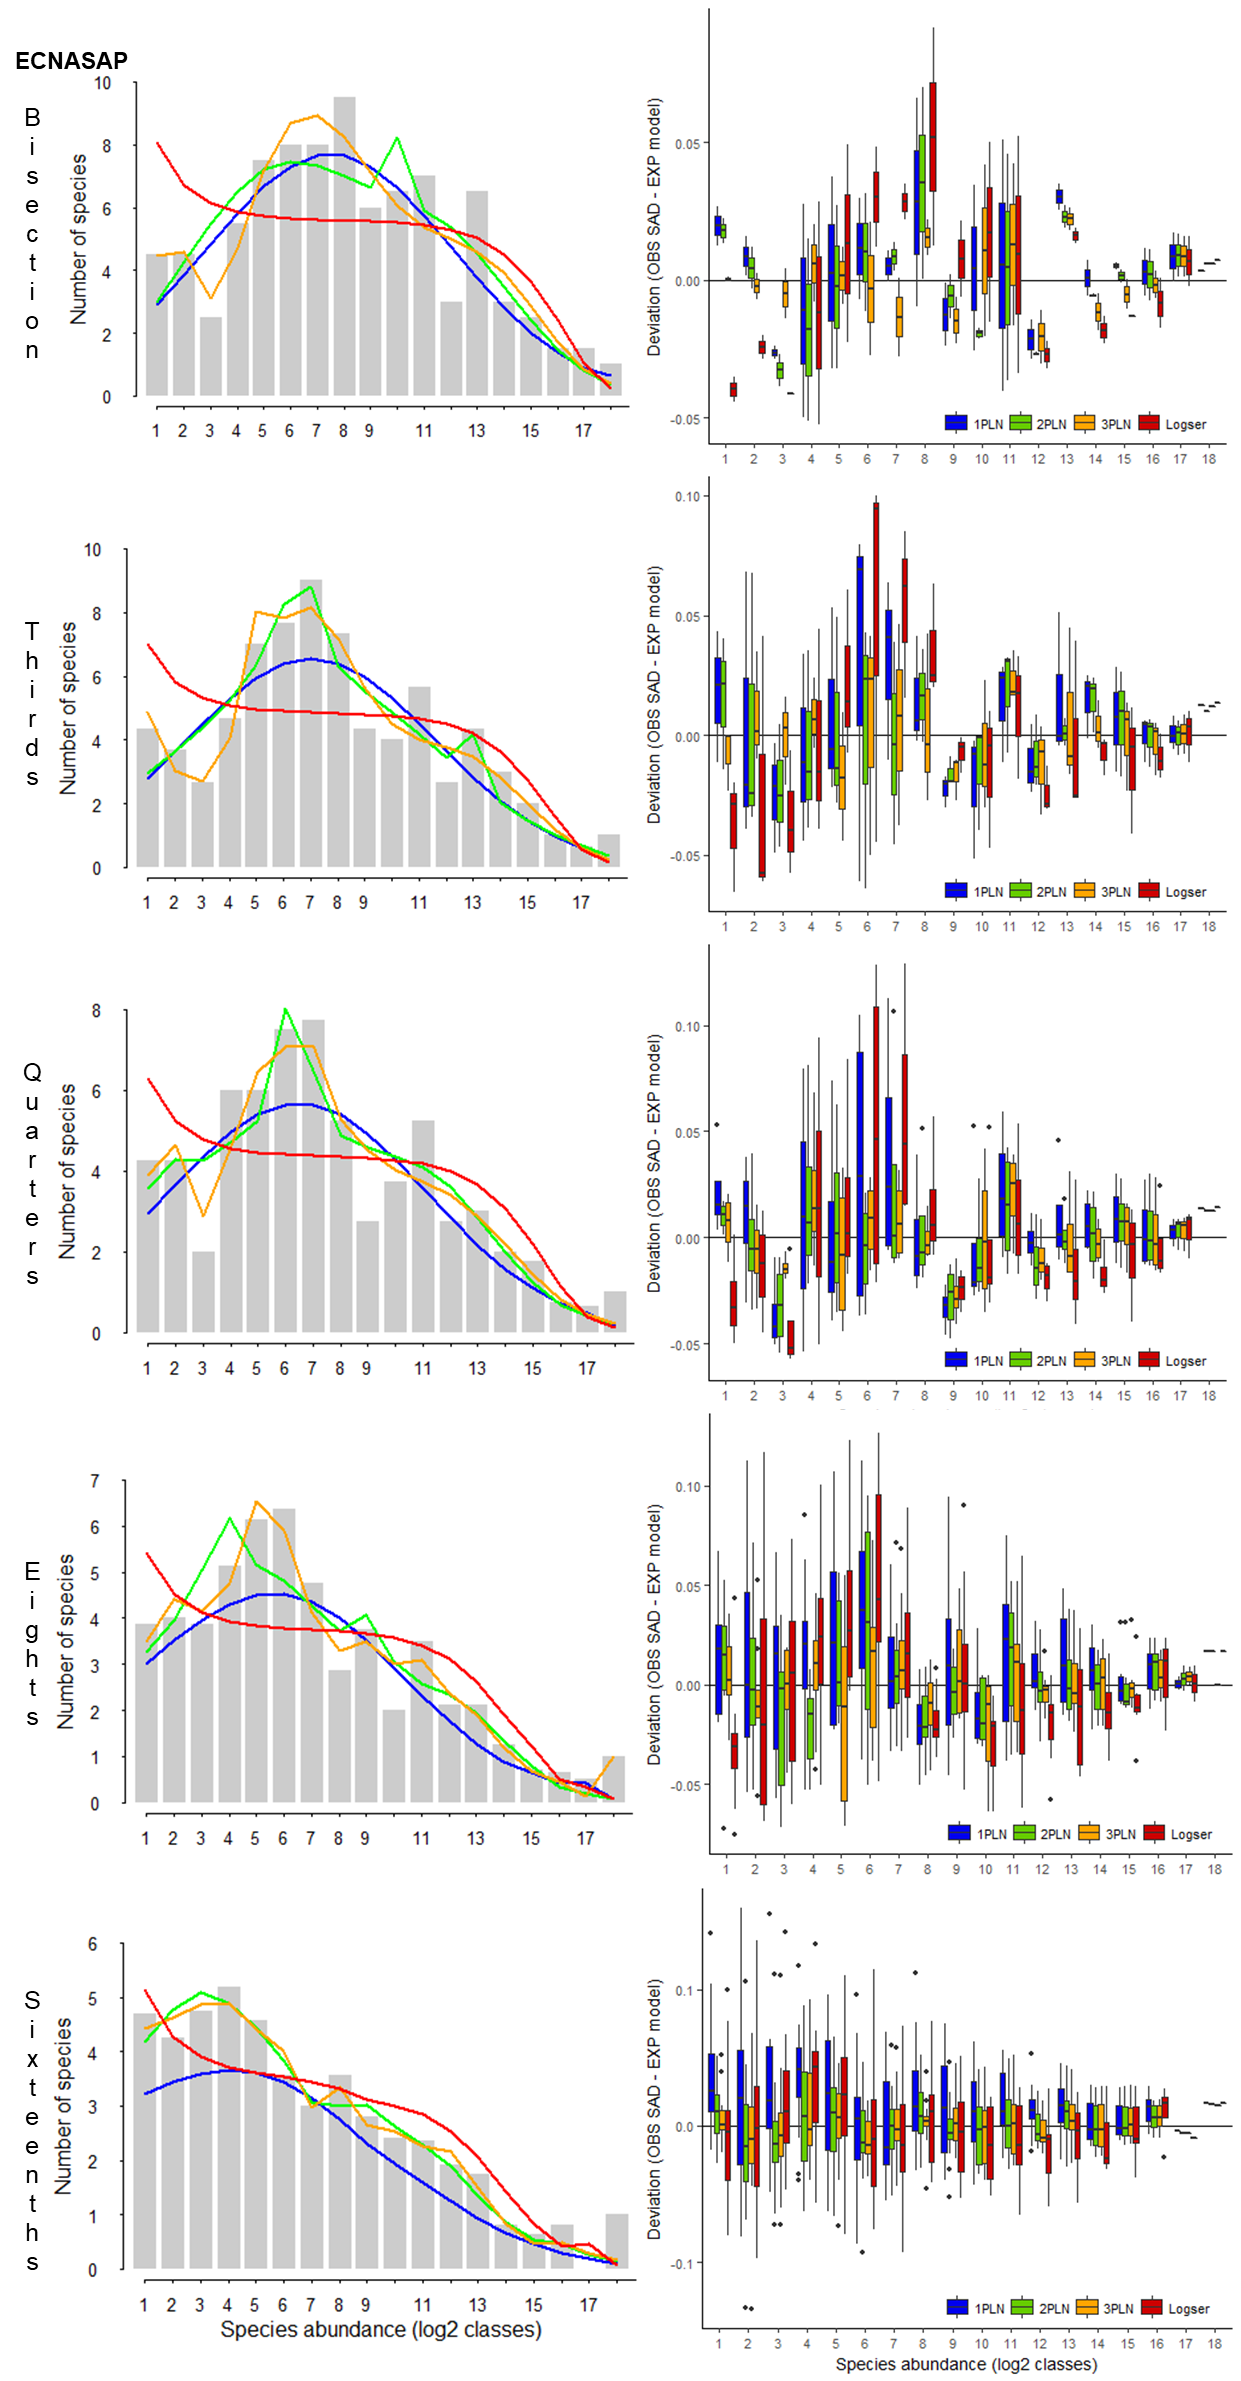 ECNASAP
Bisection
Number of species
10
8
6
4
2
0
1 2 3 4 5 6 7 8 9 11 13 17
Deviation (OBS SAD - EXP model)
0.05
0.00
-0.05
1PLN 2PLN 3PLN Logser
1 2 3 4 5 6 7 8 9 10 11 12 13 14 15 16 17 18
Thirds
Number of species
10
8
6
4
2
0
1 2 3 4 5 6 7 8 9 11 13 15 17
Deviation (OBS SAD - EXP model)
0.10
0.05
0.00
-0.05
1PLN 2PLN 3PLN Logser
1 2 3 4 5 6 7 8 9 10 11 12 13 14 15 16 17 18
Quarters
Number of species
8
6
4
2
0
1 2 3 4 5 6 7 8 9 11 13 15 17
Deviation (OBS SAD - EXP model)
0.10
0.05
0.00
-0.05
1PLN 2PLN 3PLN Logser
1 2 3 4 5 6 7 8 9 10 11 12 13 14 15 16 17 18
Eights
Number of species
7
6
5
4
3
2
1
0
1 2 3 4 5 6 7 8 9 11 13 15 17
Deviation (OBS SAD - EXP model)
0.10
0.05
0.00
-0.05
1PLN 2PLN 3PLN Logser
1 2 3 4 5 6 7 8 9 10 11 12 13 14 15 16 17 18
Sixteenths
Number of species
6
5
4
3
2
1
0
1 2 3 4 5 6 7 8 9 11 13 15 17
Species abundance (log2 classes)
Deviation (OBS SAD - EXP model)
0.1
0.0
-0.1
1PLN 2PLN 3PLN Logser
1 2 3 4 5 6 7 8 9 10 11 12 13 14 15 16 17 18
Species abundance (log2 classes)